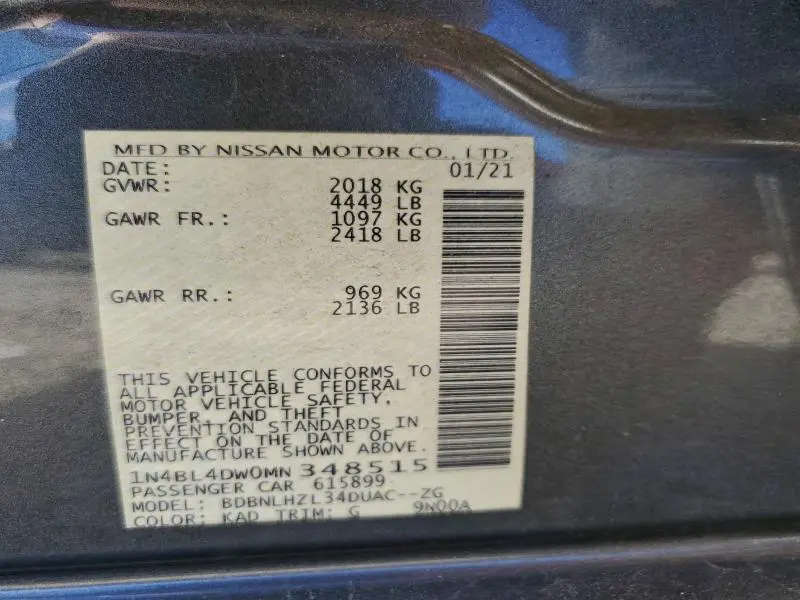 MFD BY NISSAN MOTOR CO., LTD.
DATE: 01/21
GVWR: 2018 KG
4449 LB
GAWR FR.: 1097 KG
2418 LB
GAWR RR.: 969 KG
2136 LB
THIS VEHICLE CONFORMS TO
ALL APPLICABLE FEDERAL
MOTOR VEHICLE SAFETY,
BUMPER, AND THEFT
PREVENTION STANDARDS IN
EFFECT ON THE DATE OF
MANUFACTURE SHOWN ABOVE.
1N4BL4DW0MN348515
PASSENGER CAR 615899
MODEL: BDBNLHZL34DUAC--ZG
COLOR: KAD TRIM: G 9N00A